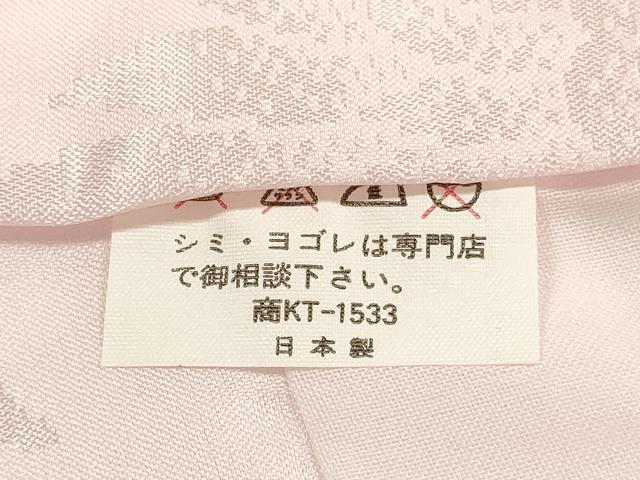 シミ・ヨゴレは専門店
で御相談下さい。
商KT-1533
日本製